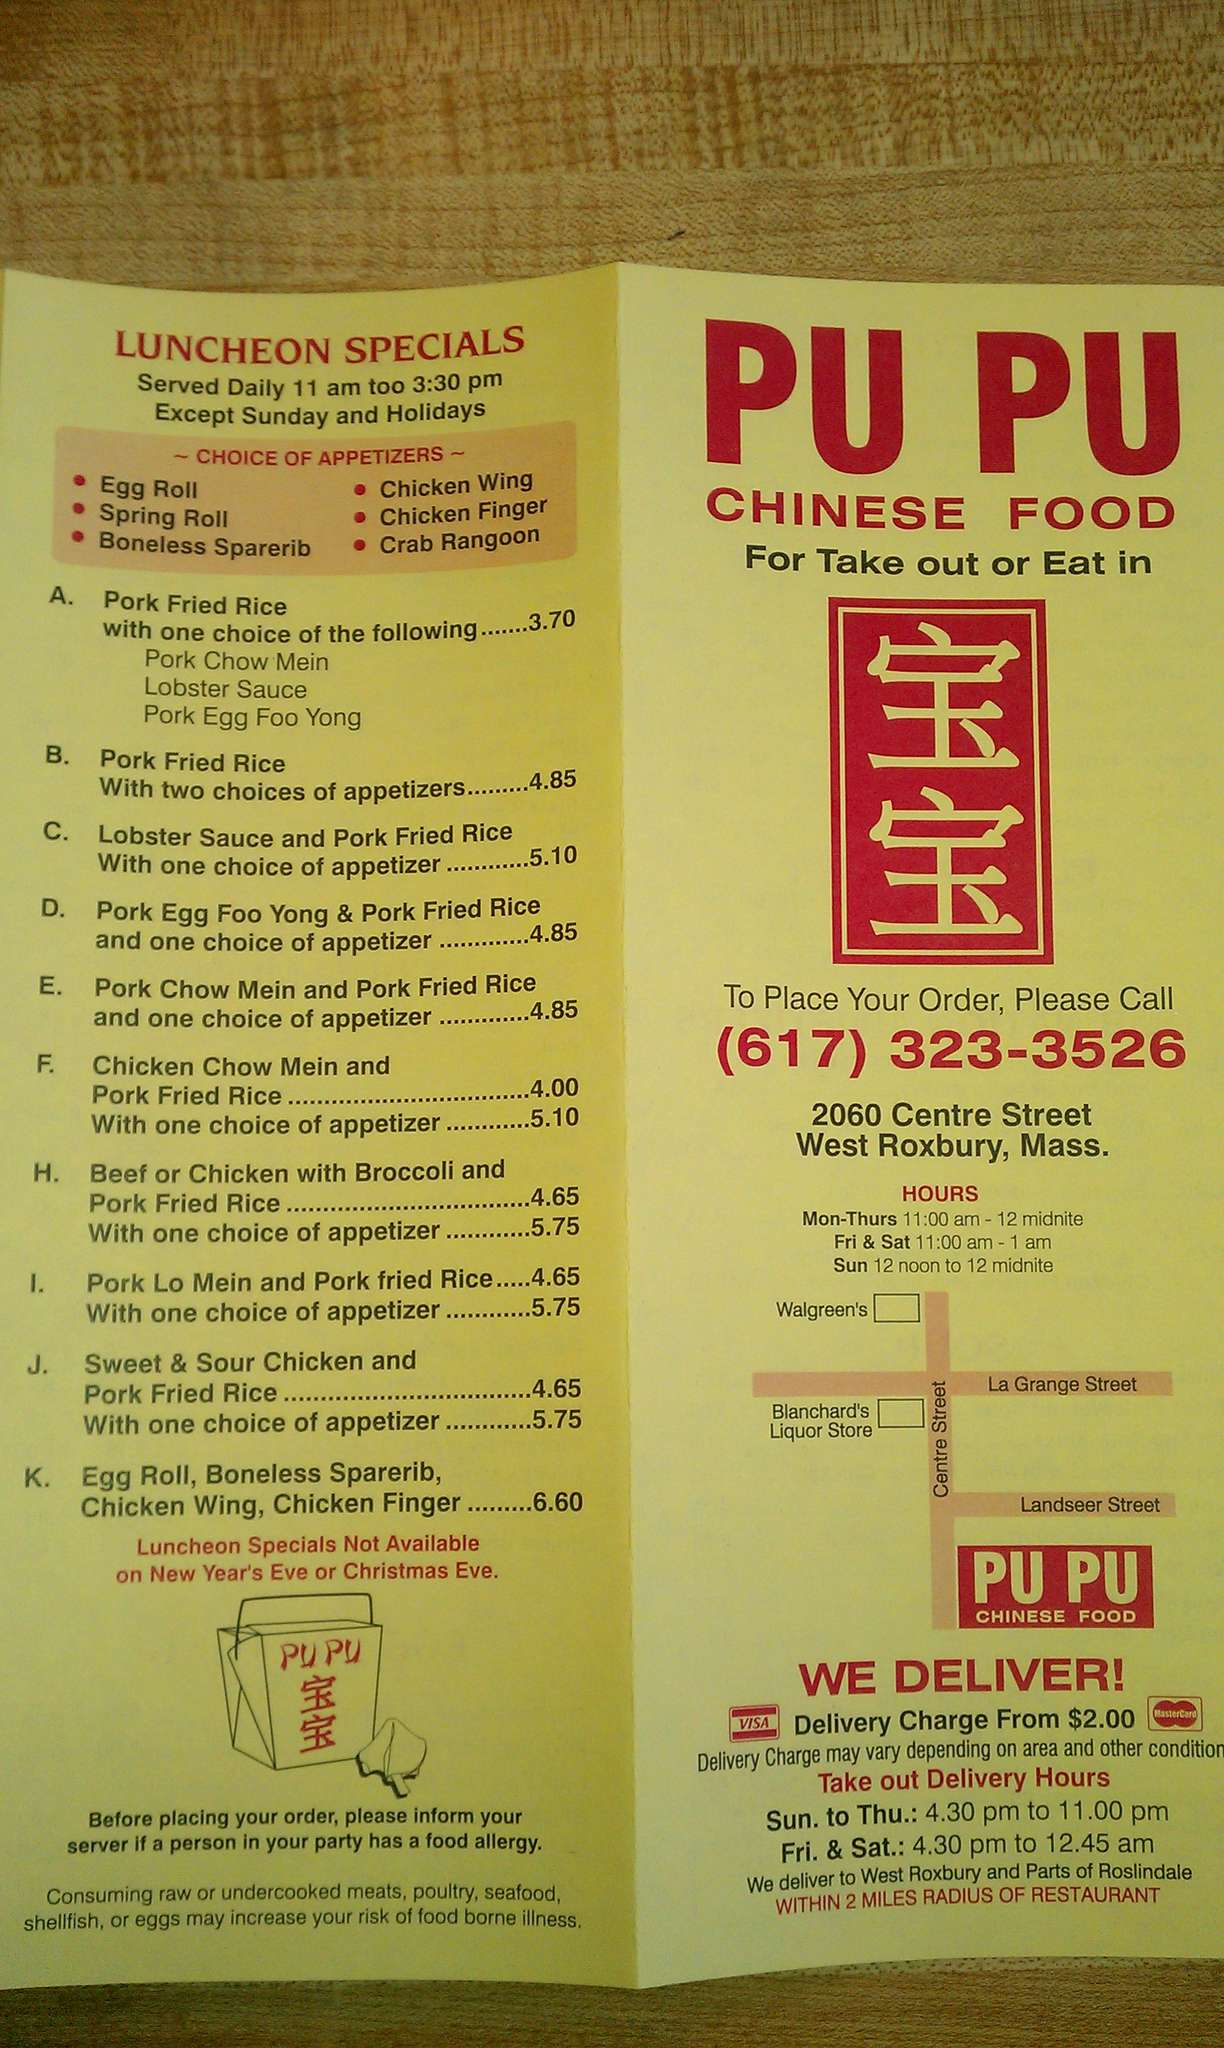 LUNCHEON SPECIALS
Served Daily 11 am too 3:30 pm
Except Sunday and Holidays
~ CHOICE OF APPETIZERS ~
• Egg Roll
• Spring Roll
• Boneless Sparerib
• Chicken Wing
• Chicken Finger
• Crab Rangoon
A. Pork Fried Rice
with one choice of the following.......3.70
Pork Chow Mein
Lobster Sauce
Pork Egg Foo Yong
B. Pork Fried Rice
With two choices of appetizers.........4.85
C. Lobster Sauce and Pork Fried Rice
With one choice of appetizer ............5.10
D. Pork Egg Foo Yong & Pork Fried Rice
and one choice of appetizer .............4.85
E. Pork Chow Mein and Pork Fried Rice
and one choice of appetizer .............4.85
F. Chicken Chow Mein and
Pork Fried Rice ...................................4.00
With one choice of appetizer ............5.10
H. Beef or Chicken with Broccoli and
Pork Fried Rice ...................................4.65
With one choice of appetizer ............5.75
I. Pork Lo Mein and Pork fried Rice.....4.65
With one choice of appetizer ............5.75
J. Sweet & Sour Chicken and
Pork Fried Rice ...................................4.65
With one choice of appetizer ............5.75
K. Egg Roll, Boneless Sparerib,
Chicken Wing, Chicken Finger .........6.60
Luncheon Specials Not Available
on New Year's Eve or Christmas Eve.
PU PU
宝
宝
Before placing your order, please inform your
server if a person in your party has a food allergy.
Consuming raw or undercooked meats, poultry, seafood,
shellfish, or eggs may increase your risk of food borne illness.
PU PU
CHINESE FOOD
For Take out or Eat in
宝
宝
To Place Your Order, Please Call
(617) 323-3526
2060 Centre Street
West Roxbury, Mass.
HOURS
Mon-Thurs 11:00 am - 12 midnite
Fri & Sat 11:00 am - 1 am
Sun 12 noon to 12 midnite
Walgreen's
La Grange Street
Blanchard's
Liquor Store
Centre Street
Landseer Street
PU PU
CHINESE FOOD
WE DELIVER!
VISA Delivery Charge From $2.00 MasterCard
Delivery Charge may vary depending on area and other condition
Take out Delivery Hours
Sun. to Thu.: 4.30 pm to 11.00 pm
Fri. & Sat.: 4.30 pm to 12.45 am
We deliver to West Roxbury and Parts of Roslindale
WITHIN 2 MILES RADIUS OF RESTAURANT